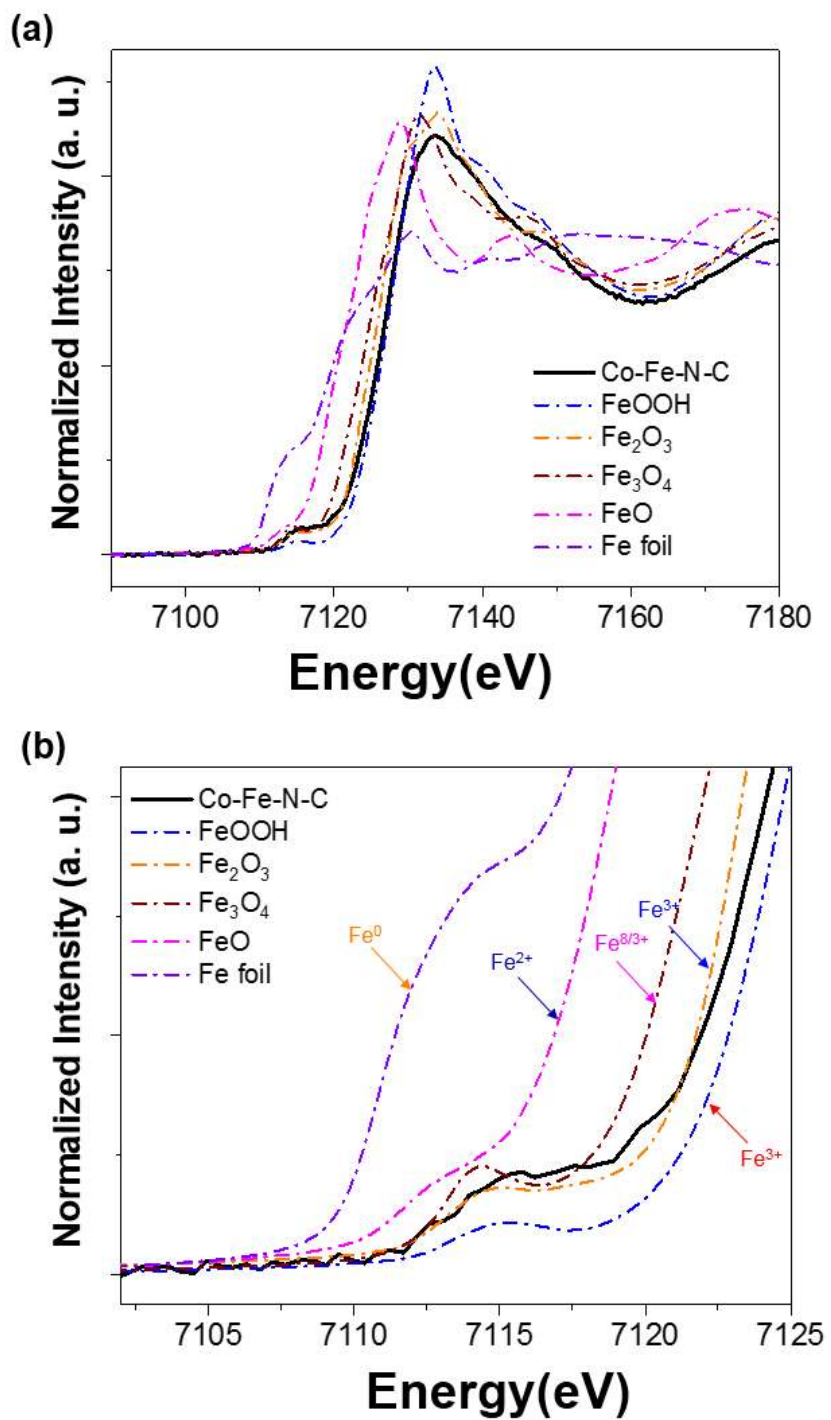 (a)
Normalized Intensity (a. u.)
Co-Fe-N-C
FeOOH
Fe₂O₃
Fe₃O₄
FeO
Fe foil
7100 7120 7140 7160 7180
Energy(eV)
(b)
Normalized Intensity (a. u.)
Co-Fe-N-C
FeOOH
Fe₂O₃
Fe₃O₄
FeO
Fe foil
Fe⁰
Fe²⁺
Fe⁸ᐟ³⁺
Fe³⁺
Fe³⁺
7105 7110 7115 7120 7125
Energy(eV)